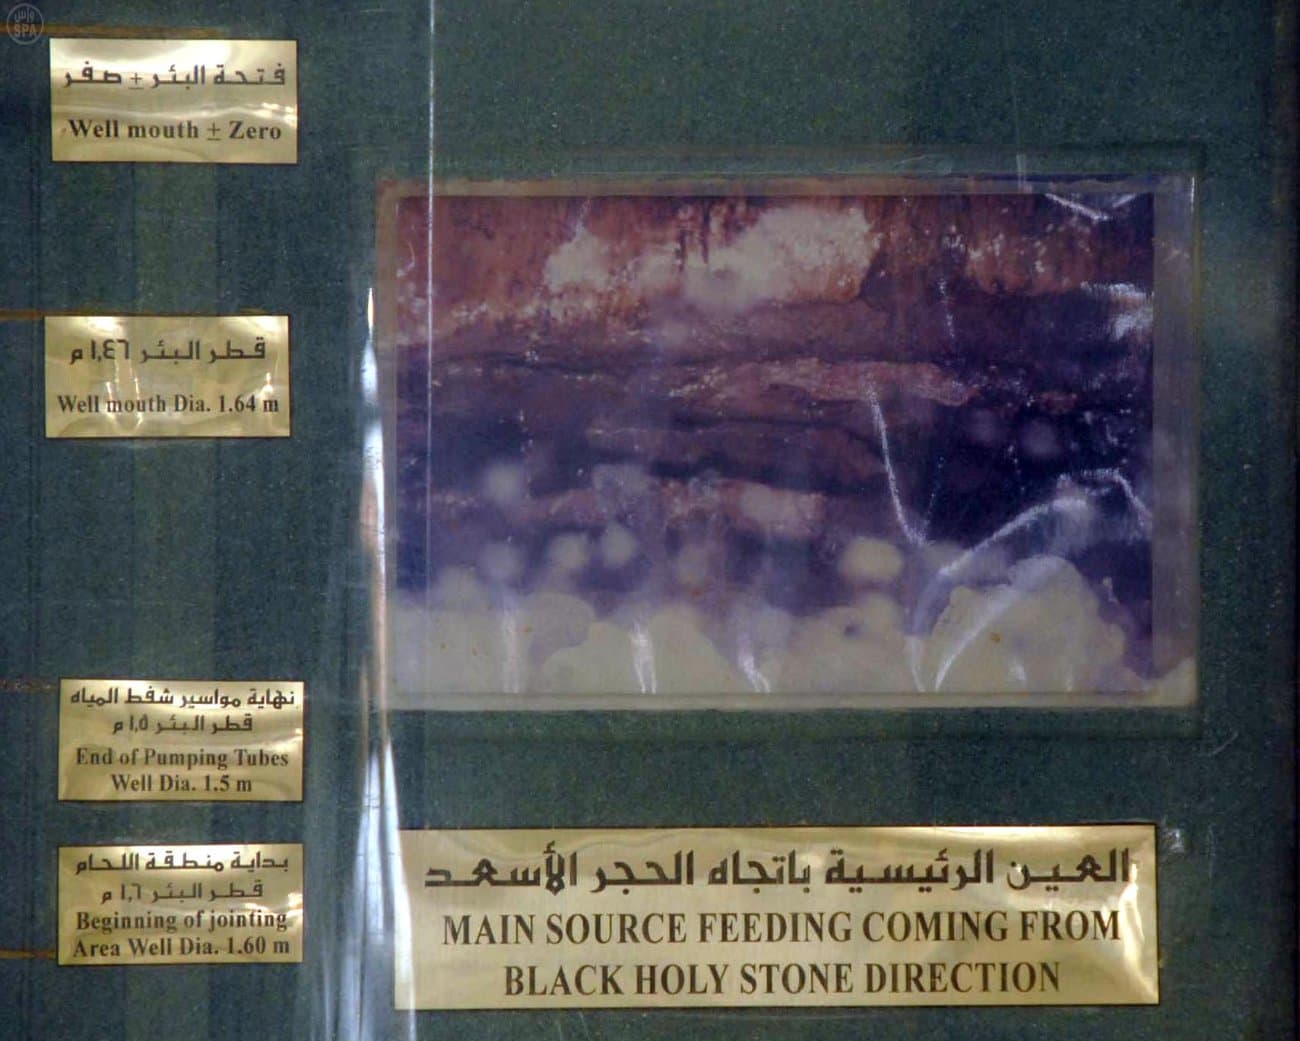 واس
SPA
فتحة البئر ± صفر
Well mouth ± Zero
قطر البئر ١,٤٦ م
Well mouth Dia. 1.64 m
نهاية مواسير شفط المياه
قطر البئر ١,٥ م
End of Pumping Tubes
Well Dia. 1.5 m
بداية منطقة اللحام
قطر البئر ١,٦ م
Beginning of jointing
Area Well Dia. 1.60 m
العين الرئيسية باتجاه الحجر الأسعد
MAIN SOURCE FEEDING COMING FROM
BLACK HOLY STONE DIRECTION